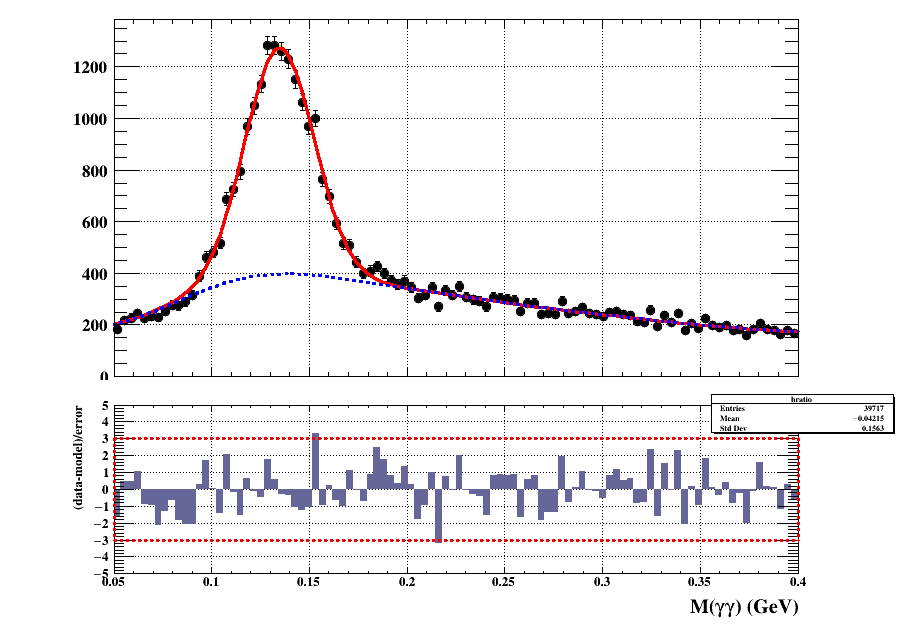 1200
1000
800
600
400
200
0
(data-model)/error
5
4
3
2
1
0
−1
−2
−3
−4
−5
hratio
Entries 39717
Mean −0.04215
Std Dev 0.1563
0.05 0.1 0.15 0.2 0.25 0.3 0.35 0.4
M(γγ) (GeV)